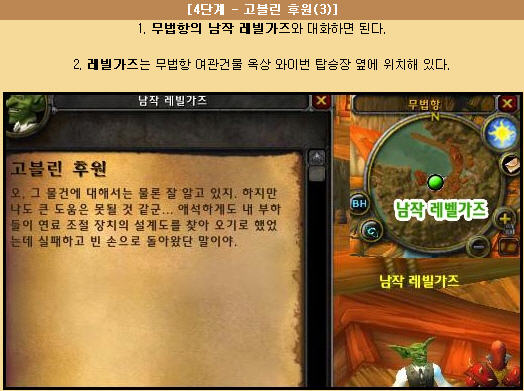 [4단계 - 고블린 후원(3)]
1. 무법항의 남작 레빌가즈와 대화하면 된다.
2. 레빌가즈는 무법항 여관건물 옥상 와이번 탑승장 옆에 위치해 있다.
남작 레빌가즈
고블린 후원
오, 그 물건에 대해서는 물론 잘 알고 있지. 하지만
나도 큰 도움은 못될 것 같군... 애석하게도 내 부하
들이 연료 조절 장치의 설계도를 찾아 오기로 했었
는데 실패하고 빈 손으로 돌아왔단 말이야.
무법항
N
BH
남작 레벨가즈
남작 레빌가즈